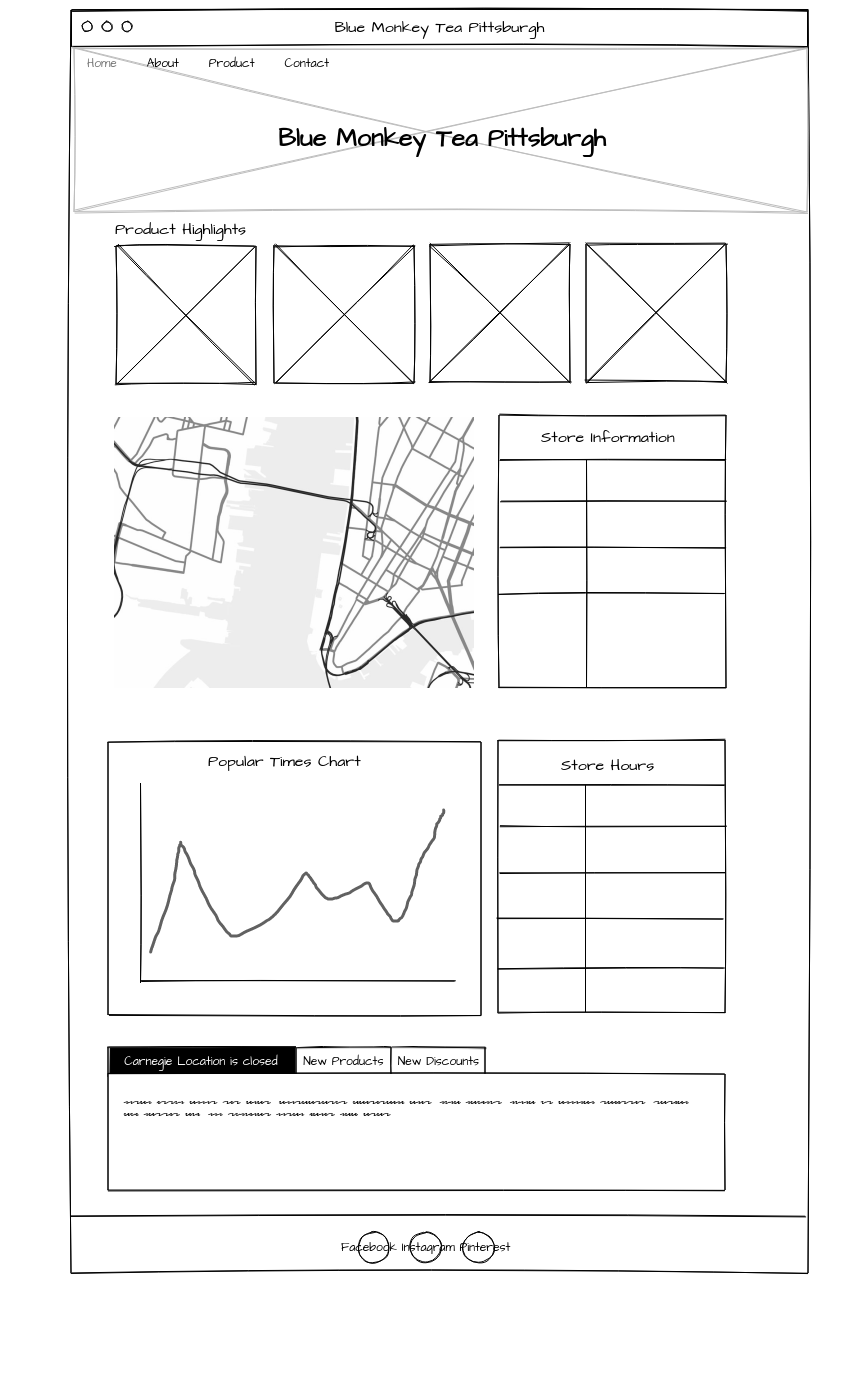 Blue Monkey Tea Pittsburgh
Home About Product Contact
Blue Monkey Tea Pittsburgh
Product Highlights
Store Information
Popular Times Chart
Store Hours
Carnegie Location is closed New Products New Discounts
Facebook Instagram Pinterest